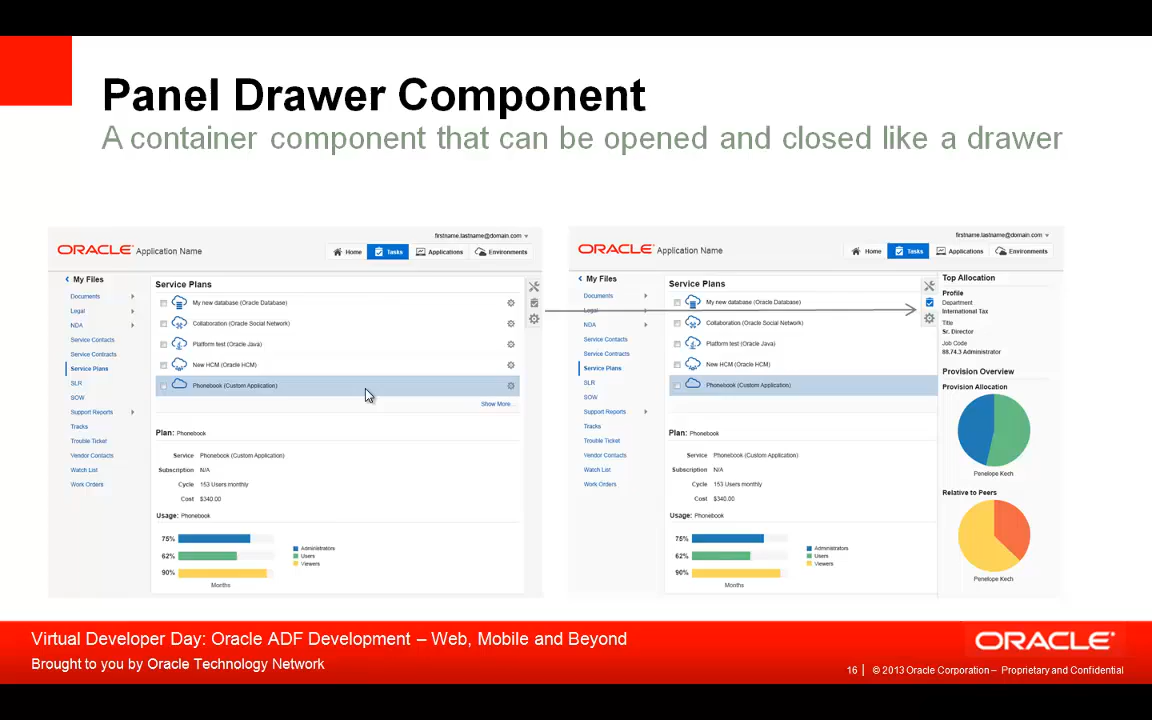 Panel Drawer Component
A container component that can be opened and closed like a drawer
firstname.lastname@domain.com
ORACLE Application Name
Home Tasks Applications Environments
My Files
Documents
Legal
NDA
Service Contacts
Service Contracts
Service Plans
SLR
SOW
Support Reports
Tracks
Trouble Ticket
Vendor Contacts
Watch List
Work Orders
Service Plans
My new database (Oracle Database)
Collaboration (Oracle Social Network)
Platform test (Oracle Java)
New HCM (Oracle HCM)
Phonebook (Custom Application)
Show More...
Plan: Phonebook
Service Phonebook (Custom Application)
Subscription N/A
Cycle 153 Users monthly
Cost $340.00
Usage: Phonebook
75%
62%
90%
Months
Administrators
Users
Viewers
firstname.lastname@domain.com
ORACLE Application Name
Home Tasks Applications Environments
My Files
Documents
Legal
NDA
Service Contacts
Service Contracts
Service Plans
SLR
SOW
Support Reports
Tracks
Trouble Ticket
Vendor Contacts
Watch List
Work Orders
Service Plans
My new database (Oracle Database)
Collaboration (Oracle Social Network)
Platform test (Oracle Java)
New HCM (Oracle HCM)
Phonebook (Custom Application)
Plan: Phonebook
Service Phonebook (Custom Application)
Subscription N/A
Cycle 153 Users monthly
Cost $340.00
Usage: Phonebook
75%
62%
90%
Months
Administrators
Users
Viewers
Top Allocation
Profile
Department
International Tax
Title
Sr. Director
Job Code
88.74.3 Administrator
Provision Overview
Provision Allocation
Penelope Kech
Relative to Peers
Penelope Kech
Virtual Developer Day: Oracle ADF Development – Web, Mobile and Beyond
Brought to you by Oracle Technology Network
ORACLE
16 | © 2013 Oracle Corporation – Proprietary and Confidential